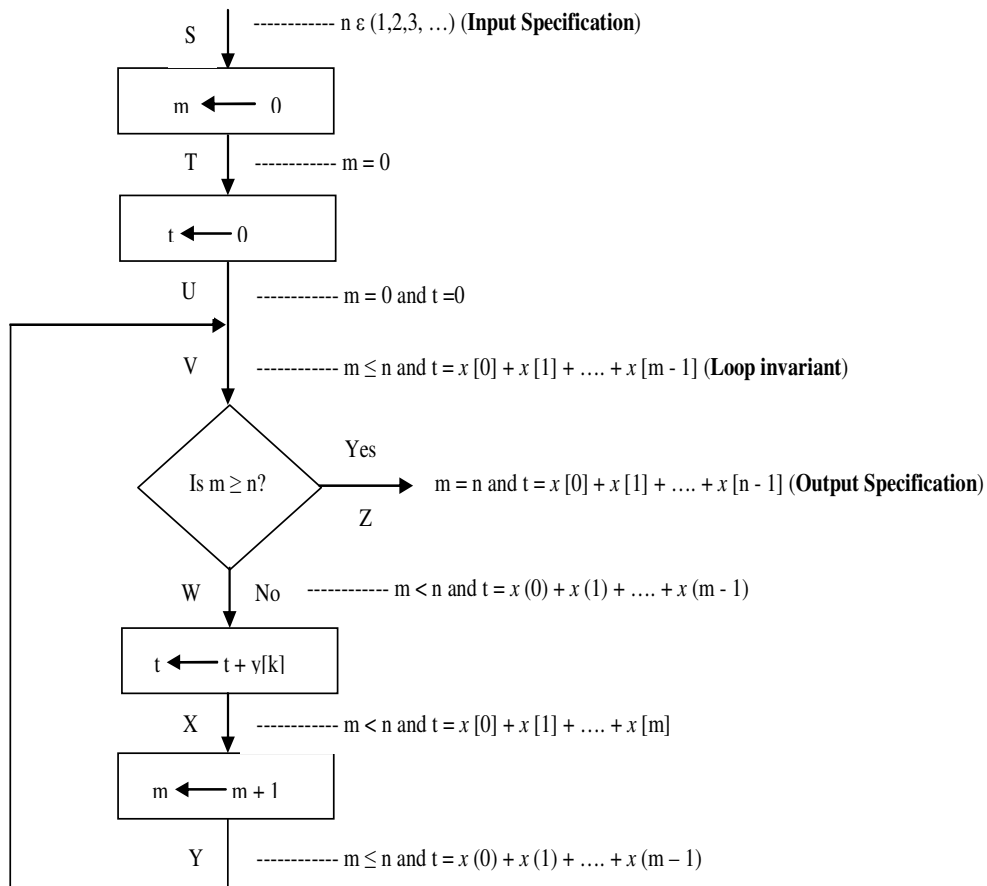 S ------------ n ε (1,2,3, …) (Input Specification)
m 0
T ------------ m = 0
t 0
U ------------ m = 0 and t =0
V ------------ m ≤ n and t = x [0] + x [1] + …. + x [m - 1] (Loop invariant)
Yes
Is m ≥ n? m = n and t = x [0] + x [1] + …. + x [n - 1] (Output Specification)
Z
W No ------------ m < n and t = x (0) + x (1) + …. + x (m - 1)
t t + y[k]
X ------------ m < n and t = x [0] + x [1] + …. + x [m]
m m + 1
Y ------------ m ≤ n and t = x (0) + x (1) + …. + x (m – 1)